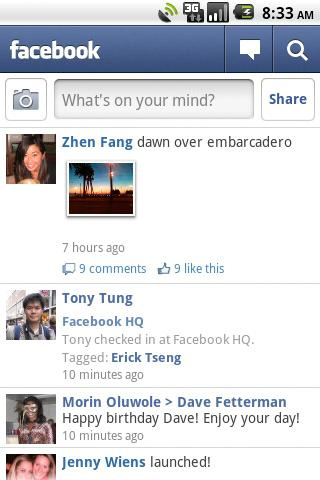 3G
8:33 AM
facebook
What's on your mind?
Share
Zhen Fang dawn over embarcadero
7 hours ago
9 comments 9 like this
Tony Tung
Facebook HQ
Tony checked in at Facebook HQ.
Tagged: Erick Tseng
10 minutes ago
Morin Oluwole > Dave Fetterman
Happy birthday Dave! Enjoy your day!
10 minutes ago
Jenny Wiens launched!